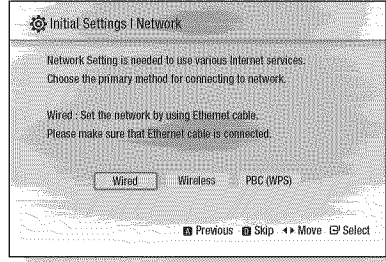 Initial Settings | Network
Network Setting is needed to use various Internet services.
Choose the primary method for connecting to network.
Wired : Set the network by using Ethernet cable.
Please make sure that Ethernet cable is connected.
Wired Wireless PBC (WPS)
A Previous D Skip ◄► Move Select